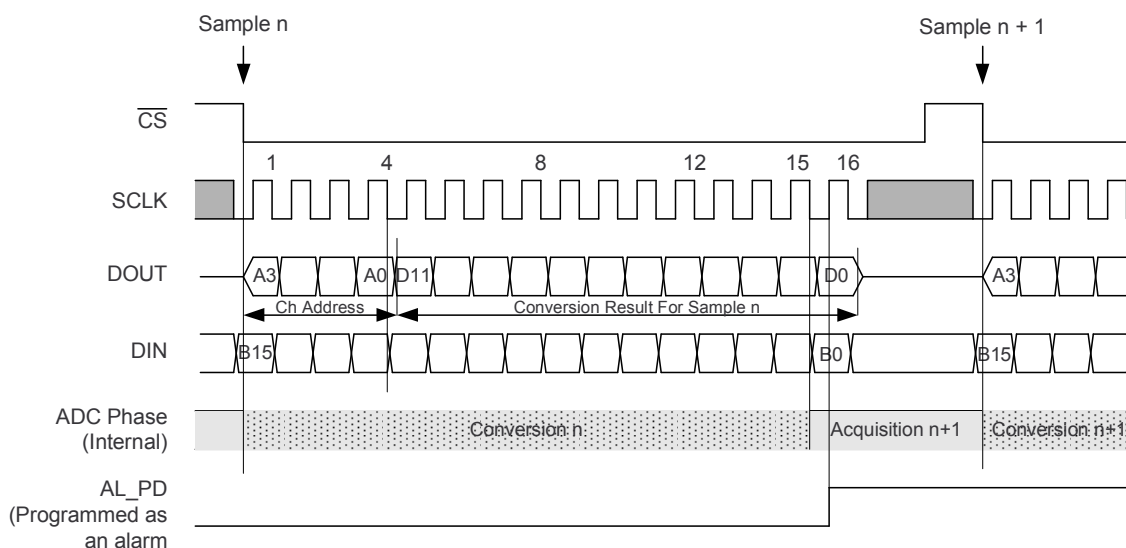 Sample n
Sample n + 1
CS
1 4 8 12 15 16
SCLK
DOUT
A3 A0 D11 D0 A3
Ch Address
Conversion Result For Sample n
DIN
B15 B0 B15
ADC Phase
(Internal)
Conversion n
Acquisition n+1
Conversion n+1
AL_PD
(Programmed as
an alarm